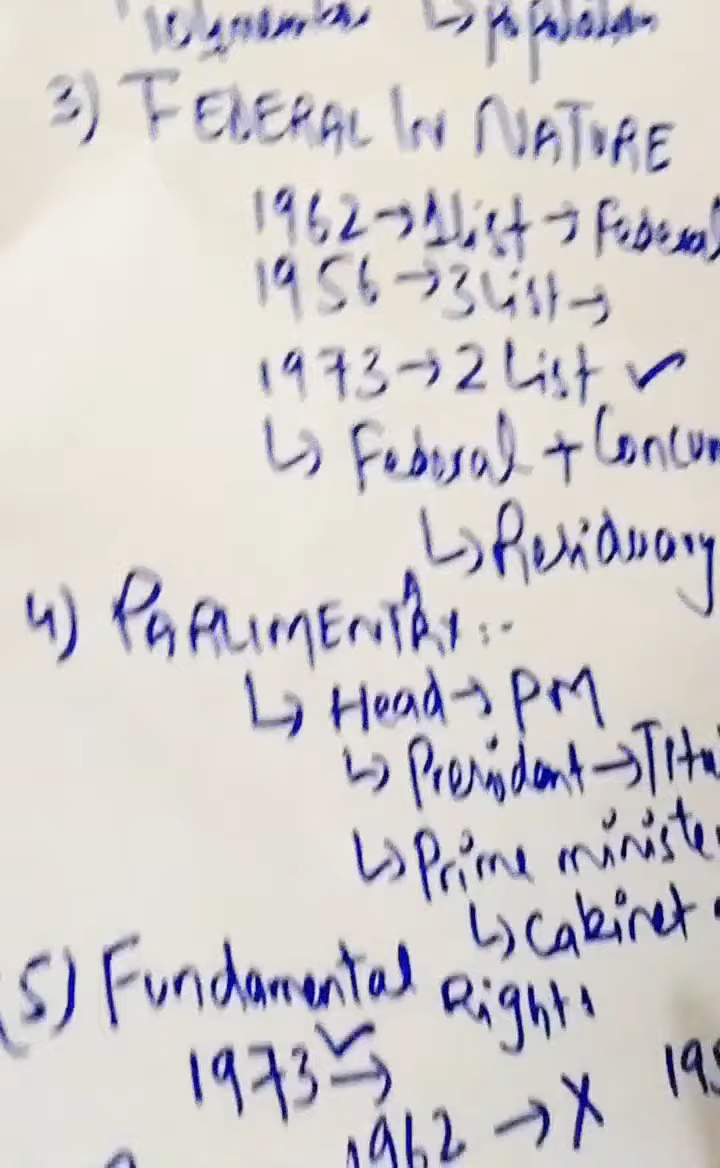 3) FEDERAL IN NATURE
1962 → 1 List → Federal
1956 → 3 List →
1973 → 2 List ✓
↳ Federal + Concur
↳ Residuary
4) PARLIMENTARY :-
↳ Head → PM
↳ President → Titu
↳ Prime ministe
↳ Cabinet
(5) Fundamental Rights
1973 ✓ →
1962 → X 195